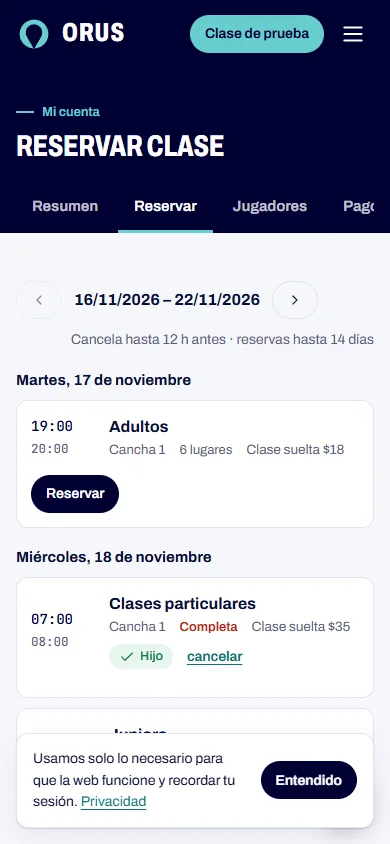 ORUS
Clase de prueba
Mi cuenta
RESERVAR CLASE
Resumen Reservar Jugadores
16/11/2026 – 22/11/2026
Cancela hasta 12 h antes · reservas hasta 14 días
Martes, 17 de noviembre
19:00 Adultos
20:00 Cancha 1 6 lugares Clase suelta $18
Reservar
Miércoles, 18 de noviembre
Clases particulares
07:00 Cancha 1 Completa Clase suelta $35
08:00
Hijo cancelar
Usamos solo lo necesario para
que la web funcione y recordar tu
sesión. Privacidad
Entendido